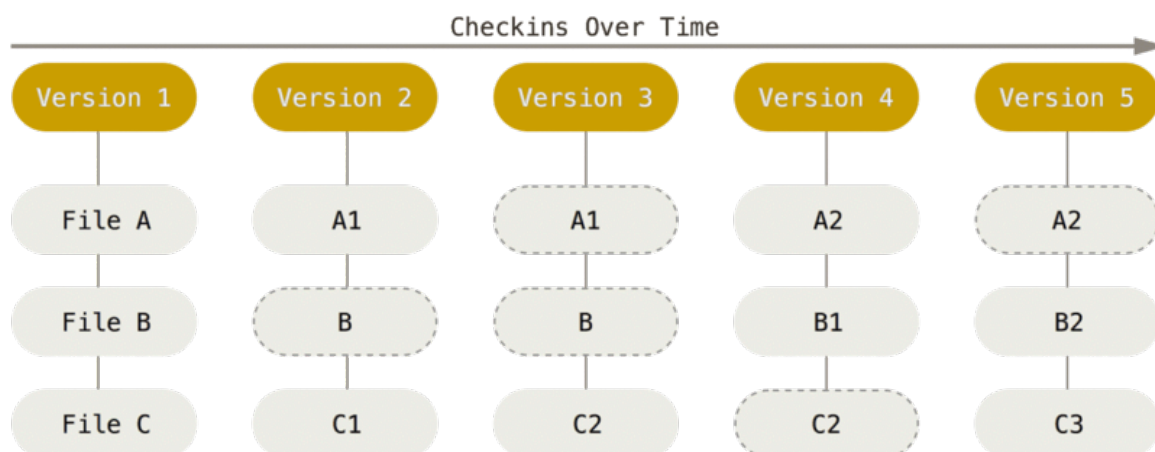 Checkins Over Time
Version 1 Version 2 Version 3 Version 4 Version 5
File A A1 A1 A2 A2
File B B B B1 B2
File C C1 C2 C2 C3